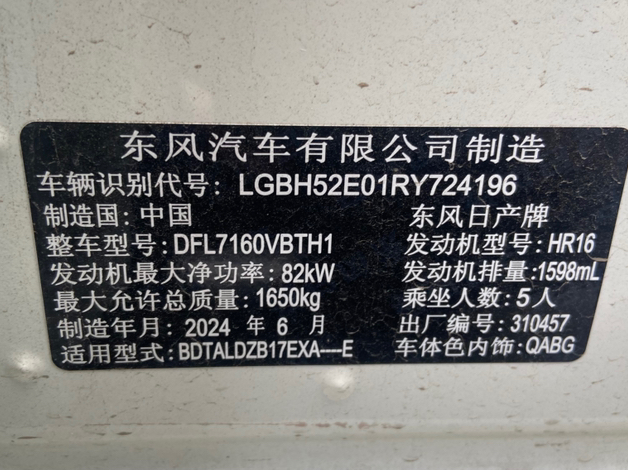 东风汽车有限公司制造
车辆识别代号: LGBH52E01RY724196
制造国: 中国 东风日产牌
整车型号: DFL7160VBTH1 发动机型号: HR16
发动机最大净功率: 82kW 发动机排量: 1598mL
最大允许总质量: 1650kg 乘坐人数: 5人
制造年月: 2024 年 6 月 出厂编号: 310457
适用型式: BDTALDZB17EXA----E 车体色内饰: QABG